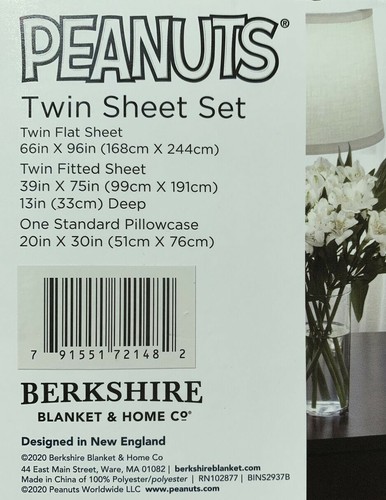 PEANUTS®
Twin Sheet Set
Twin Flat Sheet
66in X 96in (168cm X 244cm)
Twin Fitted Sheet
39in X 75in (99cm X 191cm)
13in (33cm) Deep
One Standard Pillowcase
20in X 30in (51cm X 76cm)
7 91551 72148 2
BERKSHIRE
BLANKET & HOME CO®
Designed in New England
©2020 Berkshire Blanket & Home Co
44 East Main Street, Ware, MA 01082 | berkshireblanket.com
Made in China of 100% Polyester/polyester | RN102877 | BINS2937B
©2020 Peanuts Worldwide LLC www.peanuts.com